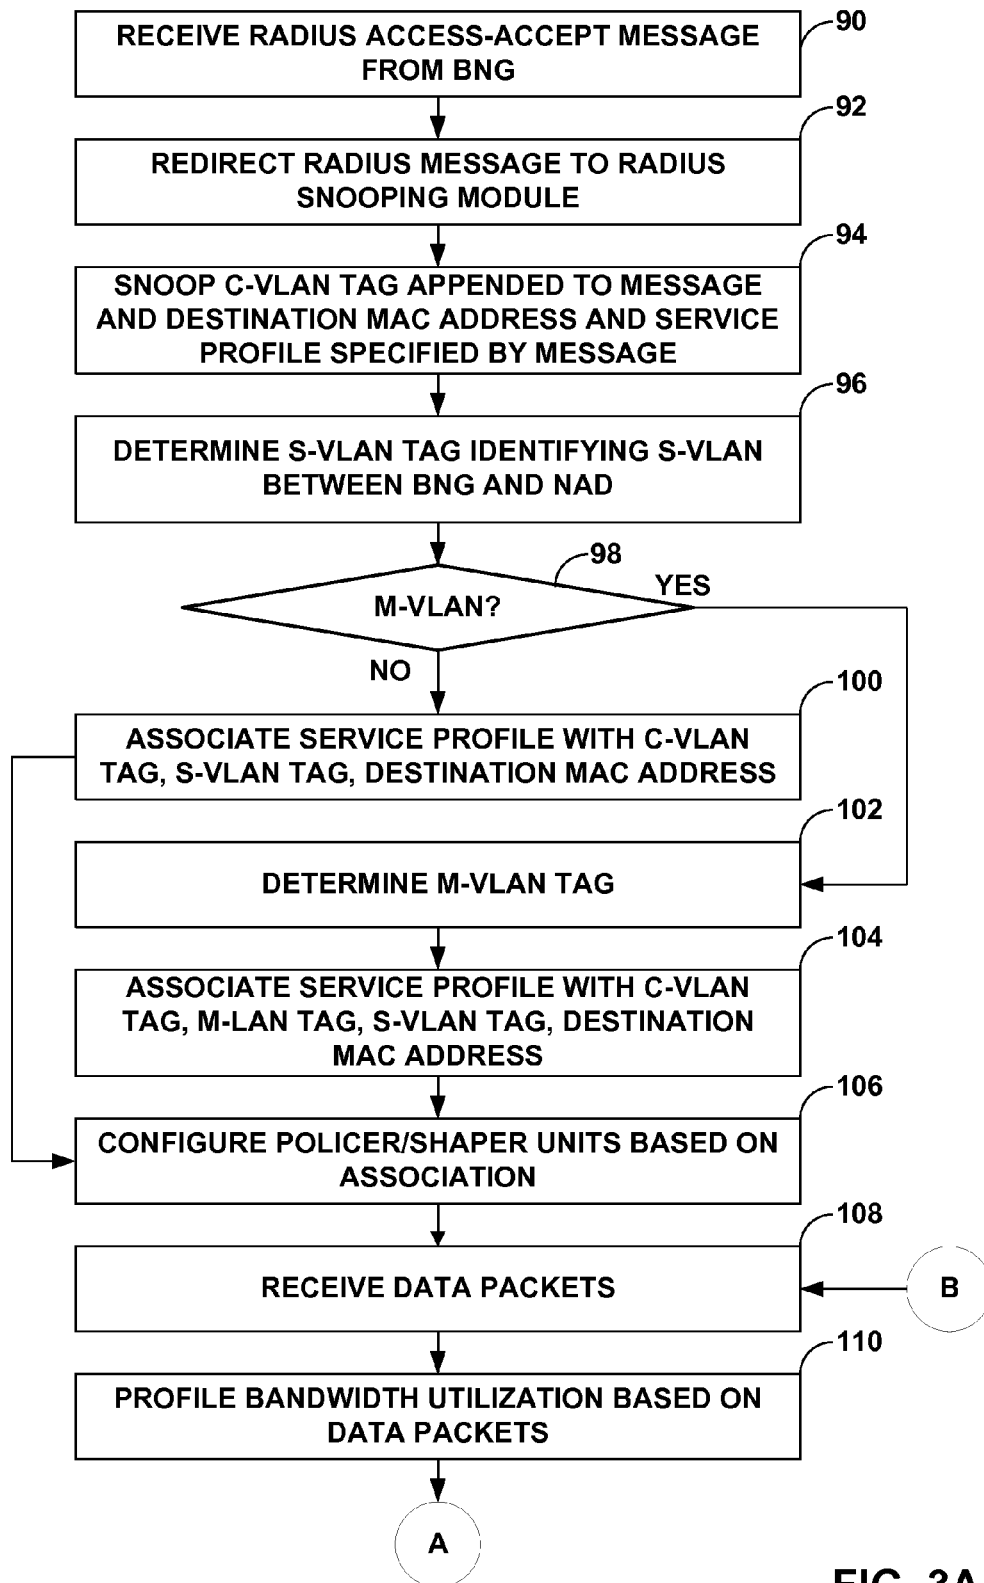 90
RECEIVE RADIUS ACCESS-ACCEPT MESSAGE
FROM BNG
92
REDIRECT RADIUS MESSAGE TO RADIUS
SNOOPING MODULE
94
SNOOP C-VLAN TAG APPENDED TO MESSAGE
AND DESTINATION MAC ADDRESS AND SERVICE
PROFILE SPECIFIED BY MESSAGE
96
DETERMINE S-VLAN TAG IDENTIFYING S-VLAN
BETWEEN BNG AND NAD
98
M-VLAN?
YES
NO
100
ASSOCIATE SERVICE PROFILE WITH C-VLAN
TAG, S-VLAN TAG, DESTINATION MAC ADDRESS
102
DETERMINE M-VLAN TAG
104
ASSOCIATE SERVICE PROFILE WITH C-VLAN
TAG, M-LAN TAG, S-VLAN TAG, DESTINATION
MAC ADDRESS
106
CONFIGURE POLICER/SHAPER UNITS BASED ON
ASSOCIATION
108
RECEIVE DATA PACKETS
B
110
PROFILE BANDWIDTH UTILIZATION BASED ON
DATA PACKETS
A
FIG. 3A